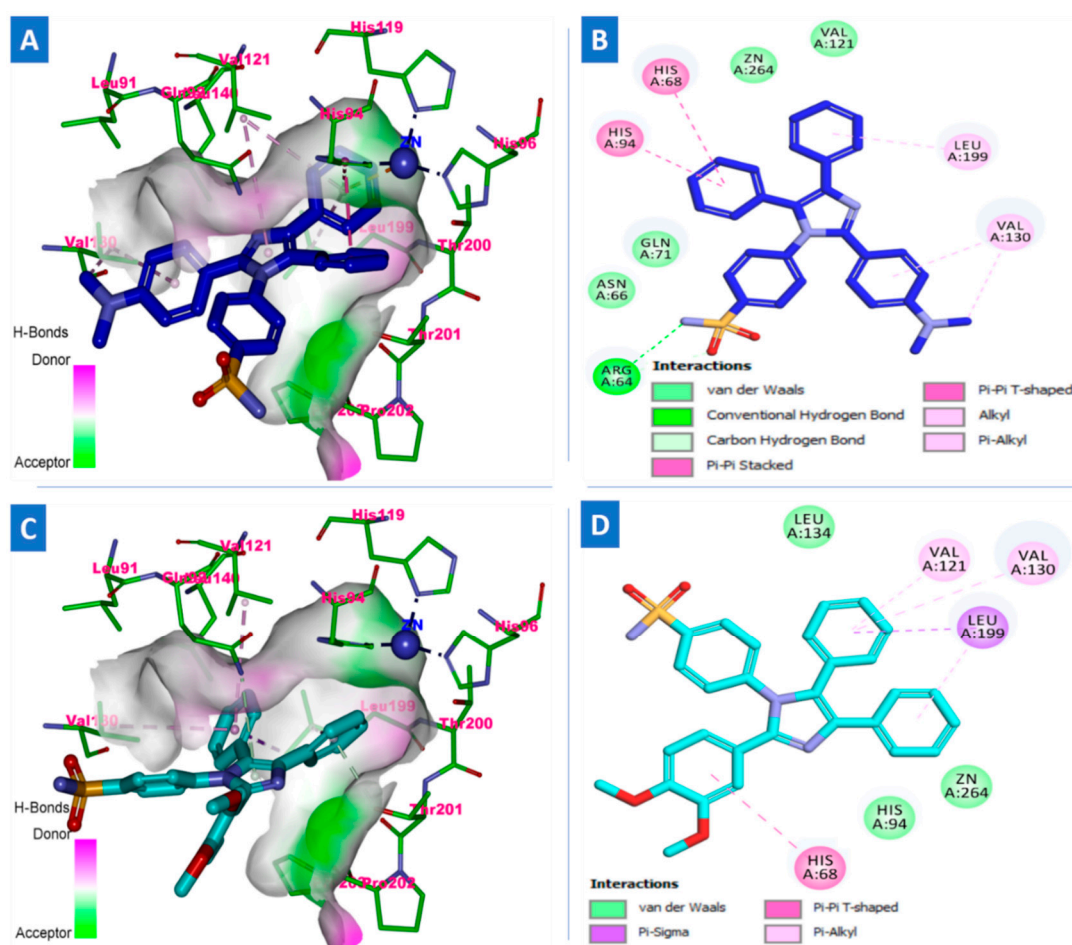 A
His119
Val121
Leu91
His94
ZN
His96
Val130
Leu199
Thr200
Thr201
Pro202
H-Bonds
Donor
Acceptor
B
VAL
A:121
ZN
A:264
HIS
A:68
HIS
A:94
LEU
A:199
VAL
A:130
GLN
A:71
ASN
A:66
ARG
A:64
Interactions
van der Waals
Conventional Hydrogen Bond
Carbon Hydrogen Bond
Pi-Pi Stacked
Pi-Pi T-shaped
Alkyl
Pi-Alkyl
C
His119
Val121
Leu91
His94
ZN
His96
Val130
Leu199
Thr200
Thr201
Pro202
H-Bonds
Donor
Acceptor
D
LEU
A:134
VAL
A:121
VAL
A:130
LEU
A:199
ZN
A:264
HIS
A:94
HIS
A:68
Interactions
van der Waals
Pi-Sigma
Pi-Pi T-shaped
Pi-Alkyl